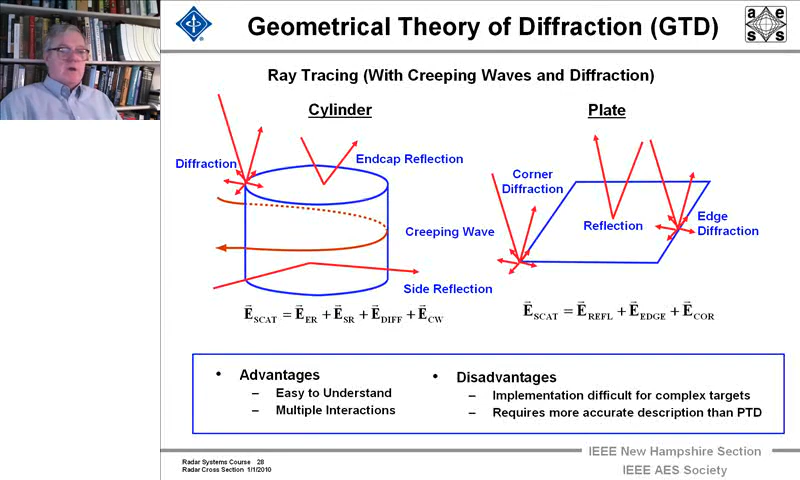 Geometrical Theory of Diffraction (GTD)
a e
s s
Ray Tracing (With Creeping Waves and Diffraction)
Cylinder
Plate
Diffraction
Endcap Reflection
Creeping Wave
Side Reflection
Corner
Diffraction
Reflection
Edge
Diffraction
E⃗SCAT = E⃗ER + E⃗SR + E⃗DIFF + E⃗CW
E⃗SCAT = E⃗REFL + E⃗EDGE + E⃗COR
• Advantages
– Easy to Understand
– Multiple Interactions
• Disadvantages
– Implementation difficult for complex targets
– Requires more accurate description than PTD
Radar Systems Course 28
Radar Cross Section 1/1/2010
IEEE New Hampshire Section
IEEE AES Society